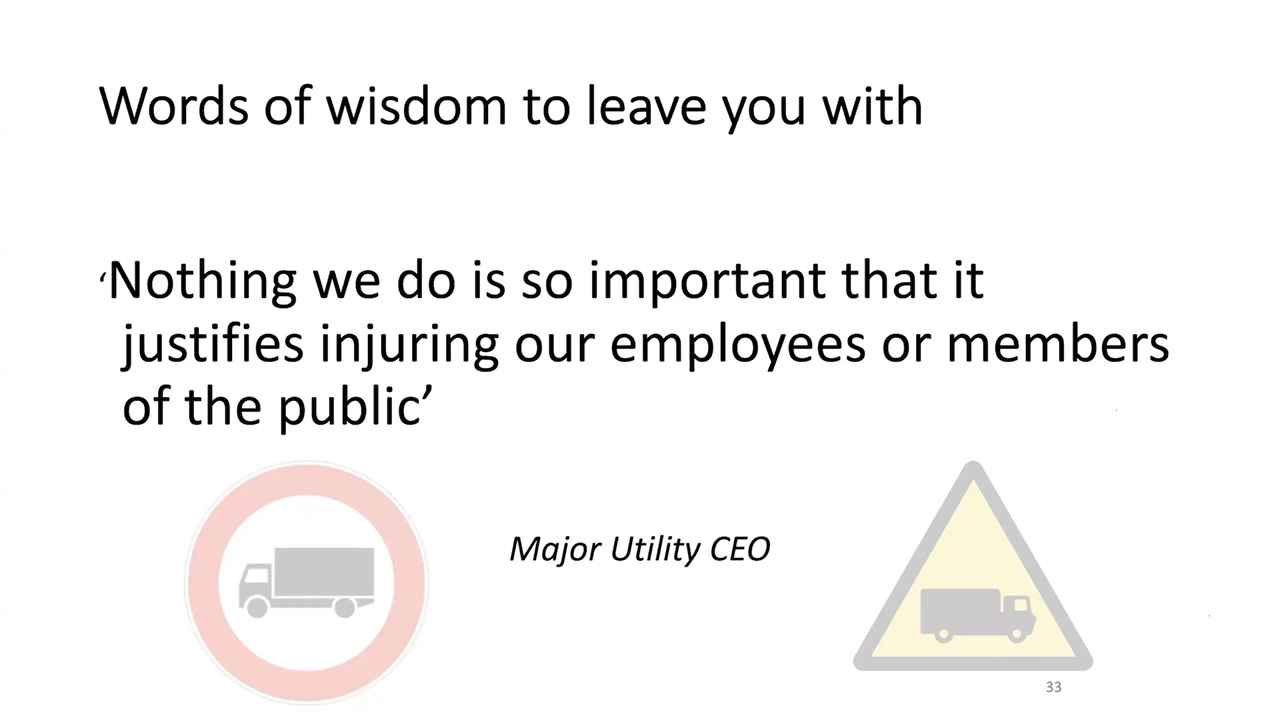 Words of wisdom to leave you with
‘Nothing we do is so important that it
justifies injuring our employees or members
of the public’
Major Utility CEO
33